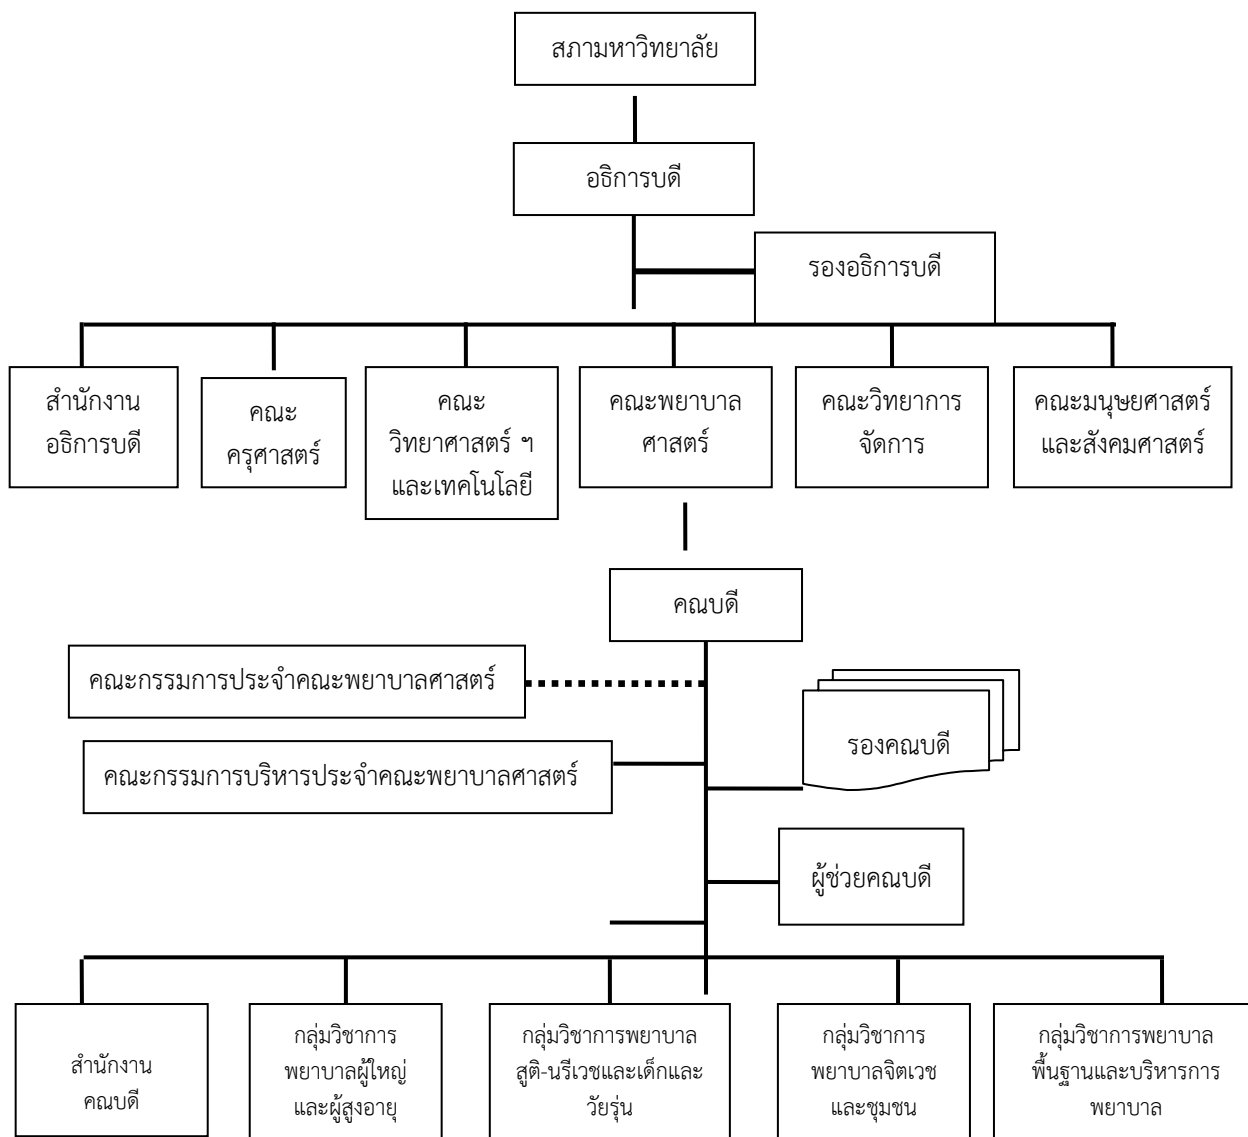 สภามหาวิทยาลัย
อธิการบดี
รองอธิการบดี
สำนักงาน
อธิการบดี
คณะ
ครุศาสตร์
คณะ
วิทยาศาสตร์ ฯ
และเทคโนโลยี
คณะพยาบาล
ศาสตร์
คณะวิทยาการ
จัดการ
คณะมนุษยศาสตร์
และสังคมศาสตร์
คณบดี
คณะกรรมการประจำคณะพยาบาลศาสตร์
รองคณบดี
คณะกรรมการบริหารประจำคณะพยาบาลศาสตร์
ผู้ช่วยคณบดี
สำนักงาน
คณบดี
กลุ่มวิชาการ
พยาบาลผู้ใหญ่
และผู้สูงอายุ
กลุ่มวิชาการพยาบาล
สูติ-นรีเวชและเด็กและ
วัยรุ่น
กลุ่มวิชาการ
พยาบาลจิตเวช
และชุมชน
กลุ่มวิชาการพยาบาล
พื้นฐานและบริหารการ
พยาบาล